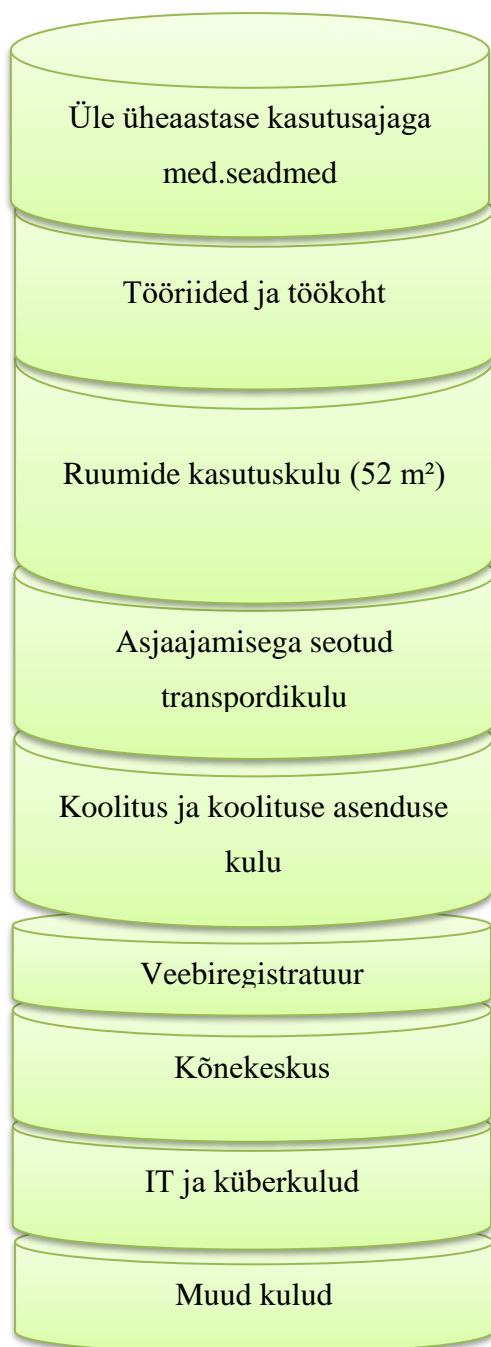 Üle üheaastase kasutusajaga
med.seadmed
Tööriided ja töökoht
Ruumide kasutuskulu (52 m²)
Asjaajamisega seotud
transpordikulu
Koolitus ja koolituse asenduse
kulu
Veebiregistratuur
Kõnekeskus
IT ja küberkulud
Muud kulud